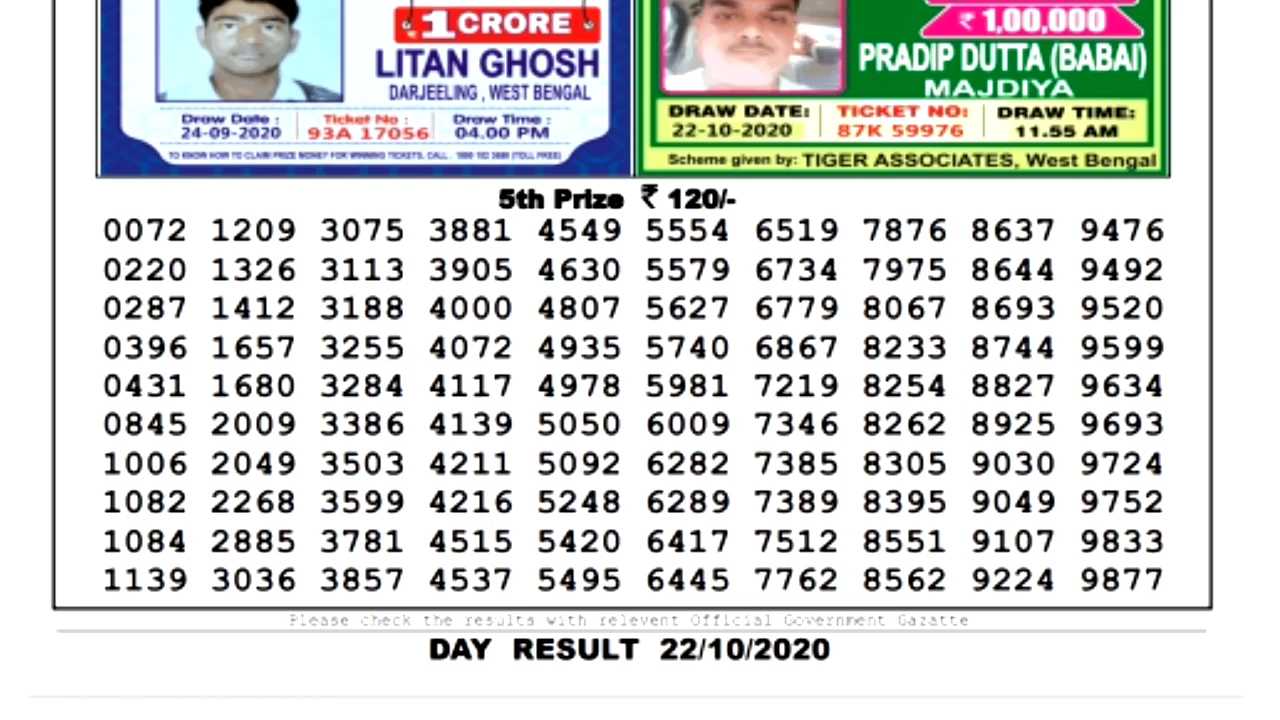 ₹ 1 CRORE
LITAN GHOSH
DARJEELING , WEST BENGAL
Draw Date : Ticket No : Draw Time :
24-09-2020 93A 17056 04.00 PM
TO KNOW HOW TO CLAIM PRIZE MONEY FOR WINNING TICKETS, CALL :
(TOLL FREE)
₹ 1,00,000
PRADIP DUTTA (BABAI)
MAJDIYA
DRAW DATE: TICKET NO: DRAW TIME:
22-10-2020 87K 59976 11.55 AM
Scheme given by: TIGER ASSOCIATES, West Bengal
5th Prize ₹ 120/-
0072 1209 3075 3881 4549 5554 6519 7876 8637 9476
0220 1326 3113 3905 4630 5579 6734 7975 8644 9492
0287 1412 3188 4000 4807 5627 6779 8067 8693 9520
0396 1657 3255 4072 4935 5740 6867 8233 8744 9599
0431 1680 3284 4117 4978 5981 7219 8254 8827 9634
0845 2009 3386 4139 5050 6009 7346 8262 8925 9693
1006 2049 3503 4211 5092 6282 7385 8305 9030 9724
1082 2268 3599 4216 5248 6289 7389 8395 9049 9752
1084 2885 3781 4515 5420 6417 7512 8551 9107 9833
1139 3036 3857 4537 5495 6445 7762 8562 9224 9877
Please check the results with relevent Official Government Gazatte
DAY RESULT 22/10/2020